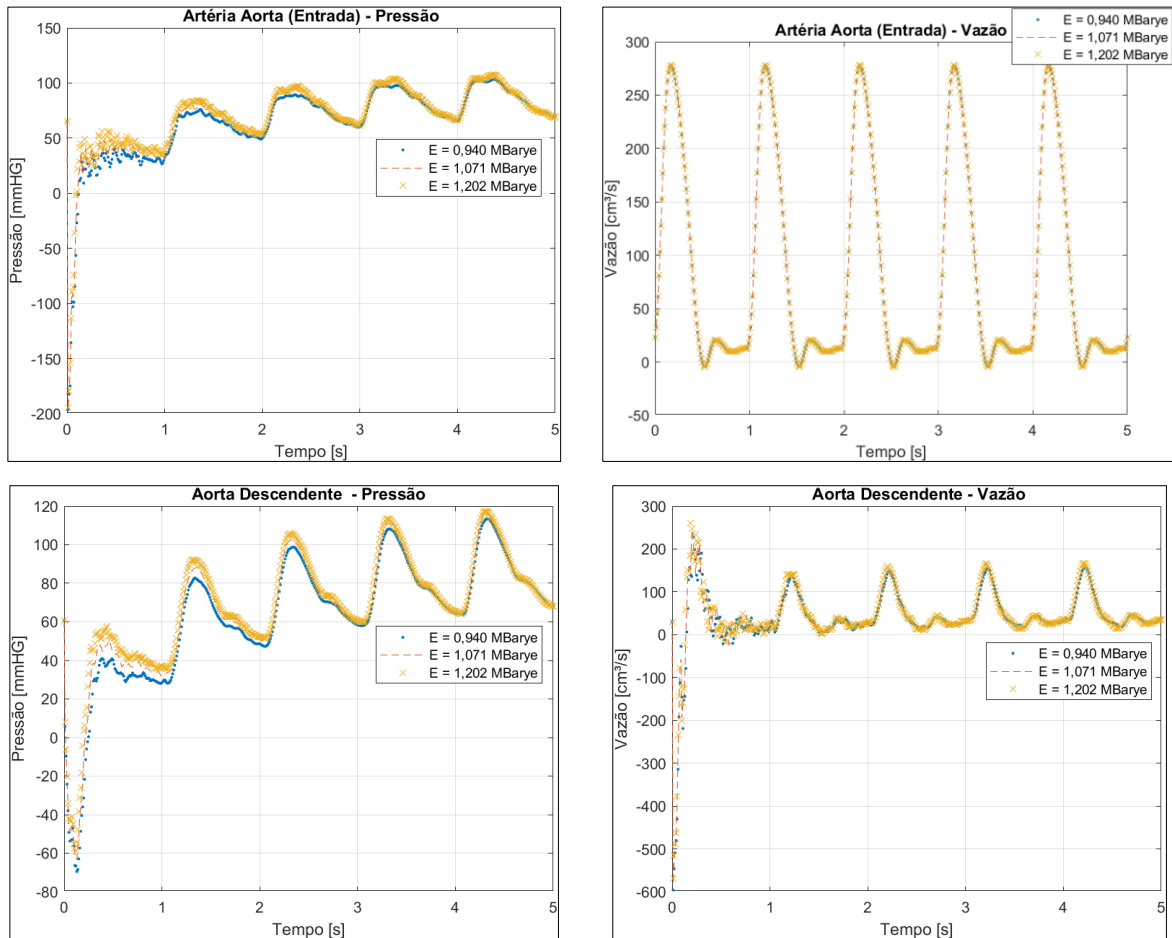 Artéria Aorta (Entrada) - Pressão
150
100
50
0
-50
-100
-150
-200
Pressão [mmHG]
0 1 2 3 4 5
Tempo [s]
E = 0,940 MBarye
E = 1,071 MBarye
E = 1,202 MBarye
Artéria Aorta (Entrada) - Vazão
E = 0,940 MBarye
E = 1,071 MBarye
E = 1,202 MBarye
300
250
200
150
100
50
0
-50
Vazão [cm³/s]
0 1 2 3 4 5
Tempo [s]
Aorta Descendente - Pressão
120
100
80
60
40
20
0
-20
-40
-60
-80
Pressão [mmHG]
0 1 2 3 4 5
Tempo [s]
E = 0,940 MBarye
E = 1,071 MBarye
E = 1,202 MBarye
Aorta Descendente - Vazão
300
200
100
0
-100
-200
-300
-400
-500
-600
Vazão [cm³/s]
0 1 2 3 4 5
Tempo [s]
E = 0,940 MBarye
E = 1,071 MBarye
E = 1,202 MBarye